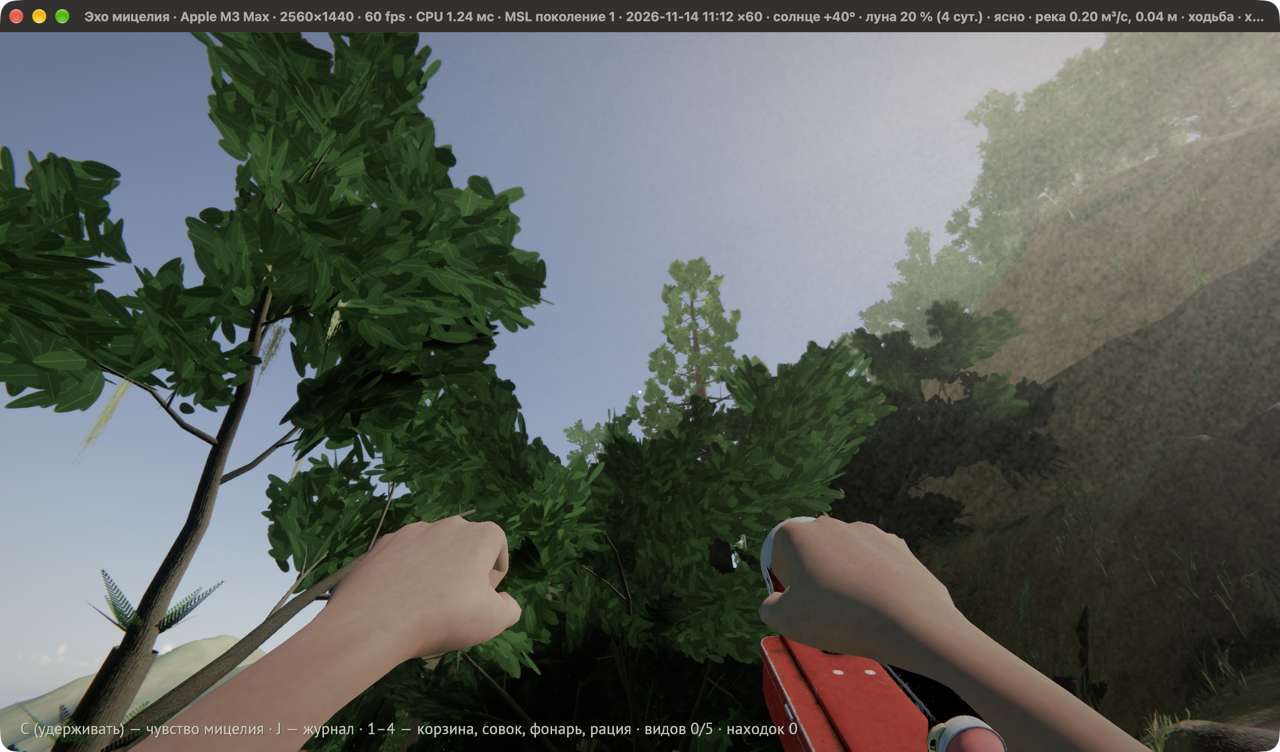 Эхо мицелия · Apple M3 Max · 2560×1440 · 60 fps · CPU 1.24 мс · MSL поколение 1 · 2026-11-14 11:12 ×60 · солнце +40° · луна 20 % (4 сут.) · ясно · река 0.20 м³/с, 0.04 м · ходьба · х...
C (удерживать) — чувство мицелия · J — журнал · 1–4 — корзина, совок, фонарь, рация · видов 0/5 · находок 0